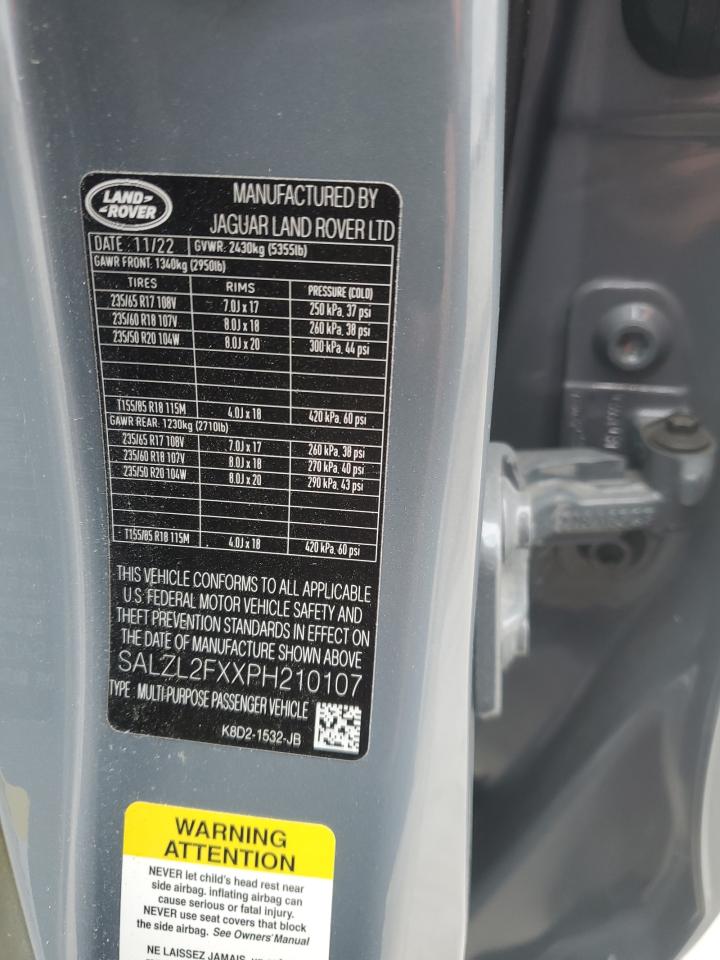 LAND-
-ROVER
MANUFACTURED BY
JAGUAR LAND ROVER LTD
DATE : 11/22 GVWR: 2430kg (5355lb)
GAWR FRONT: 1340kg (2950lb)
TIRES RIMS PRESSURE (COLD)
235/65 R17 108V 7.0J x 17 250 kPa, 37 psi
235/60 R18 107V 8.0J x 18 260 kPa, 38 psi
235/50 R20 104W 8.0J x 20 300 kPa, 44 psi
T155/85 R18 115M 4.0J x 18 420 kPa, 60 psi
GAWR REAR: 1230kg (2710lb)
235/65 R17 108V 7.0J x 17 260 kPa, 38 psi
235/60 R18 107V 8.0J x 18 270 kPa, 40 psi
235/50 R20 104W 8.0J x 20 290 kPa, 43 psi
T155/85 R18 115M 4.0J x 18 420 kPa, 60 psi
THIS VEHICLE CONFORMS TO ALL APPLICABLE
U.S. FEDERAL MOTOR VEHICLE SAFETY AND
THEFT PREVENTION STANDARDS IN EFFECT ON
THE DATE OF MANUFACTURE SHOWN ABOVE
SALZL2FXXPH210107
TYPE : MULTI-PURPOSE PASSENGER VEHICLE
K8D2-1532-JB
WARNING
ATTENTION
NEVER let child's head rest near
side airbag. inflating airbag can
cause serious or fatal injury.
NEVER use seat covers that block
the side airbag. See Owners' Manual
NE LAISSEZ JAMAIS,